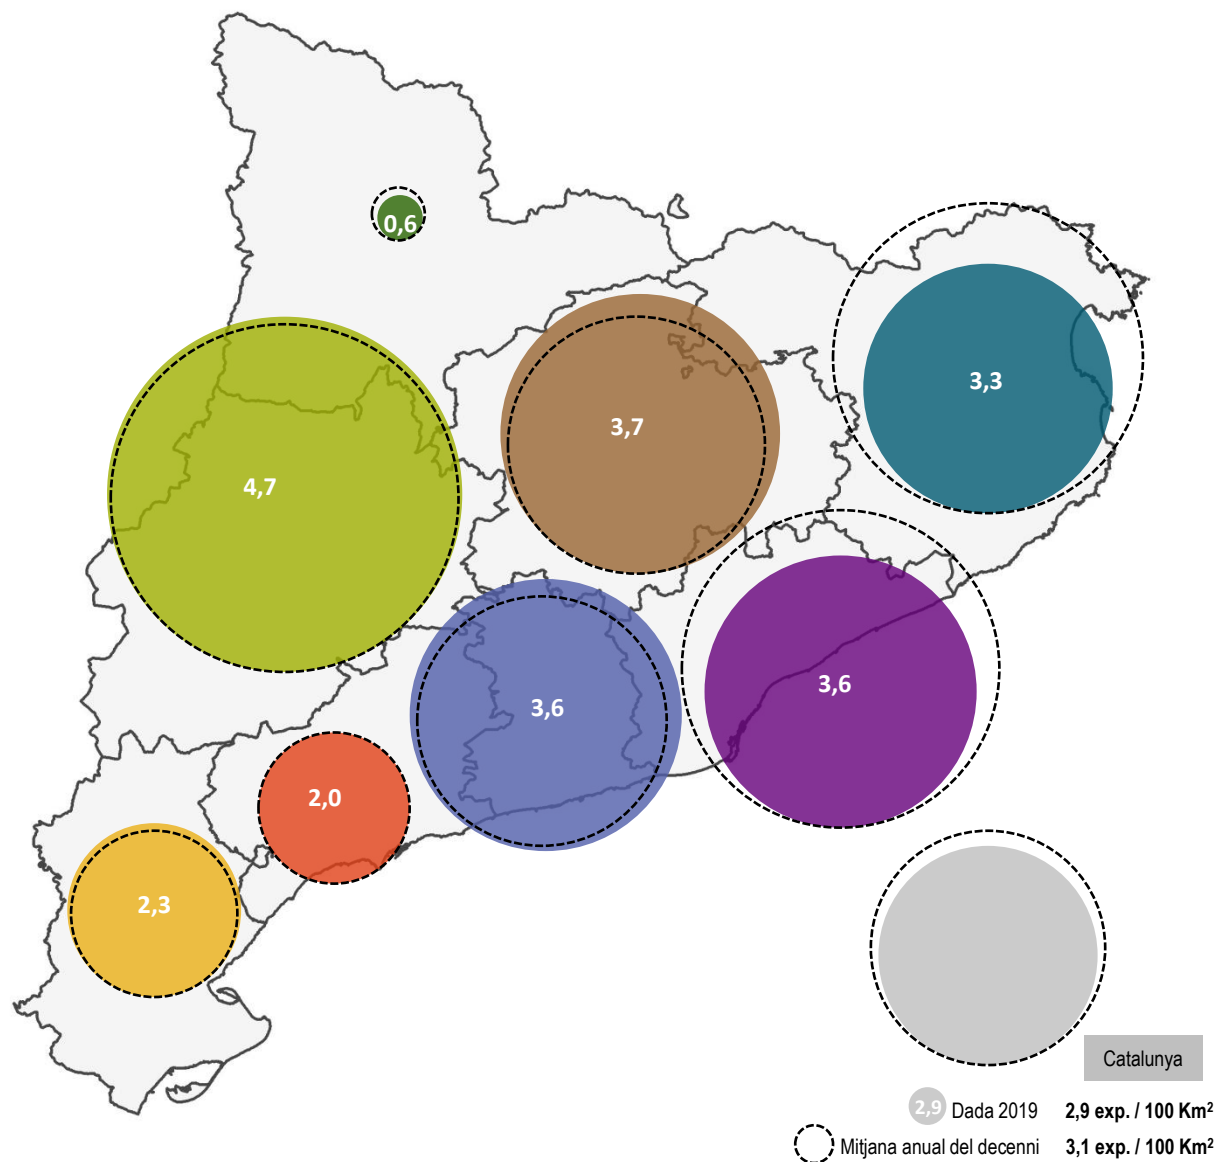 0,6
3,3
3,7
4,7
3,6
3,6
2,0
2,3
Catalunya
2,9 Dada 2019 2,9 exp. / 100 Km²
Mitjana anual del decenni 3,1 exp. / 100 Km²